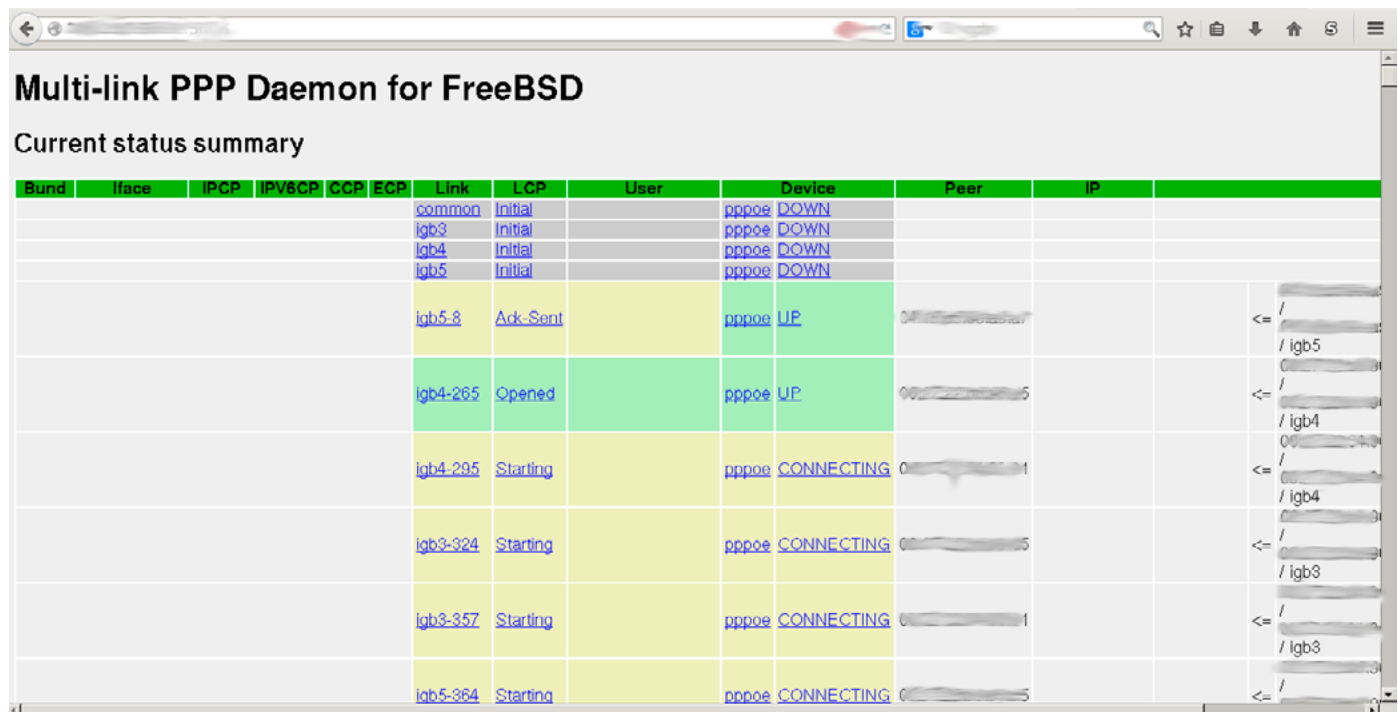 Multi-link PPP Daemon for FreeBSD
Current status summary
Bund Iface IPCP IPV6CP CCP ECP Link LCP User Device Peer IP
common Initial pppoe DOWN
igb3 Initial pppoe DOWN
igb4 Initial pppoe DOWN
igb5 Initial pppoe DOWN
igb5-8 Ack-Sent pppoe UP <= /
/ igb5
igb4-265 Opened pppoe UP <= /
/ igb4
igb4-295 Starting pppoe CONNECTING <= /
/ igb4
igb3-324 Starting pppoe CONNECTING <= /
/ igb3
igb3-357 Starting pppoe CONNECTING <= /
/ igb3
igb5-364 Starting pppoe CONNECTING <= /